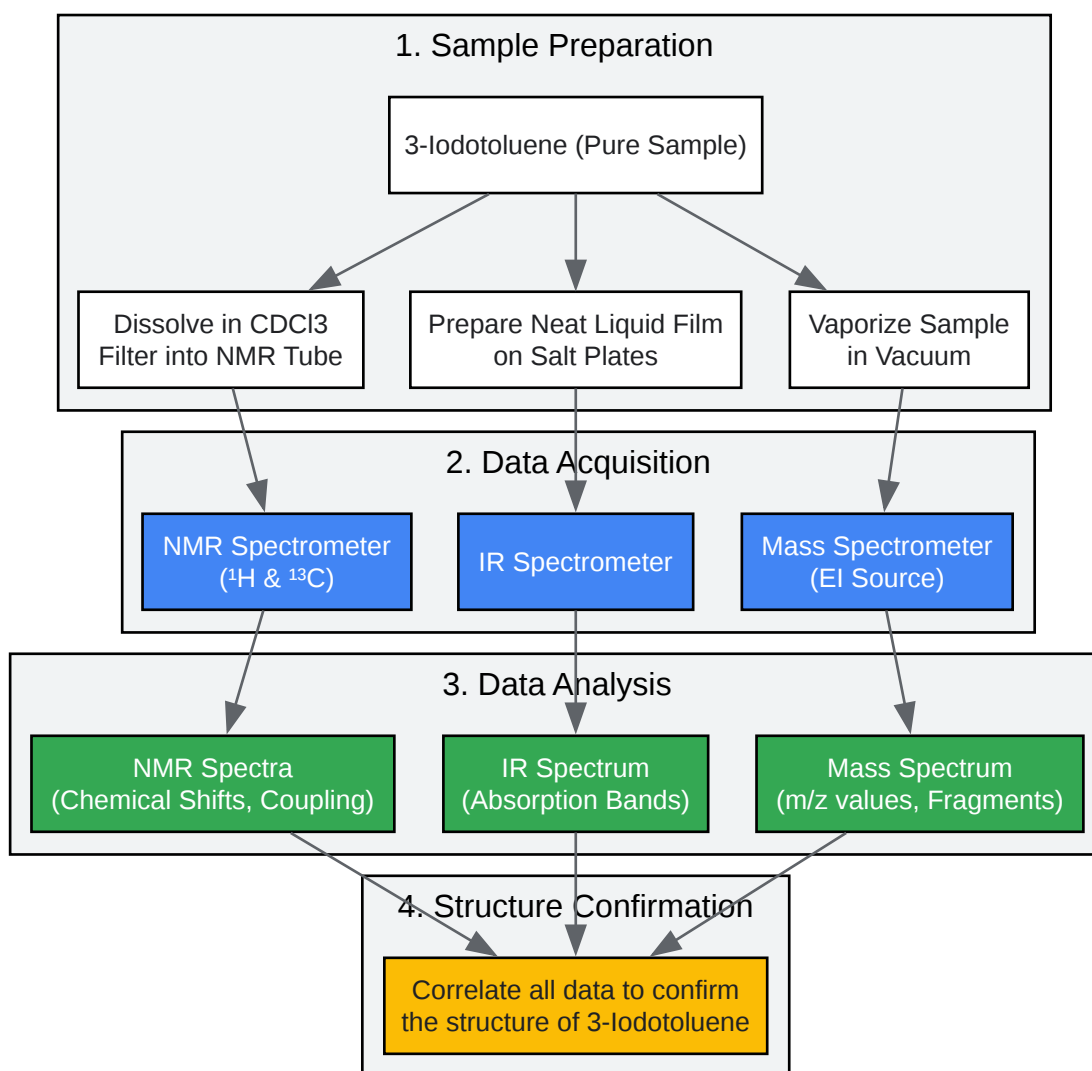 1. Sample Preparation
3-Iodotoluene (Pure Sample)
Dissolve in CDCl3
Filter into NMR Tube
Prepare Neat Liquid Film
on Salt Plates
Vaporize Sample
in Vacuum
2. Data Acquisition
NMR Spectrometer
(¹H & ¹³C)
IR Spectrometer
Mass Spectrometer
(EI Source)
3. Data Analysis
NMR Spectra
(Chemical Shifts, Coupling)
IR Spectrum
(Absorption Bands)
Mass Spectrum
(m/z values, Fragments)
4. Structure Confirmation
Correlate all data to confirm
the structure of 3-Iodotoluene